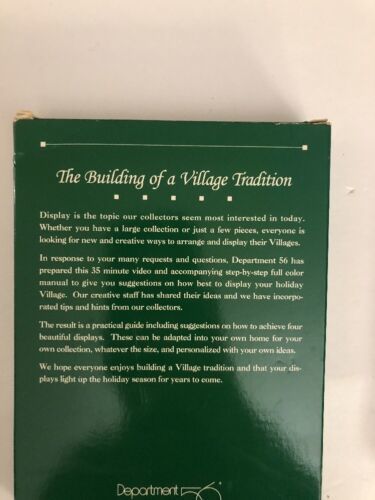 The Building of a Village Tradition
Display is the topic our collectors seem most interested in today.
Whether you have a large collection or just a few pieces, everyone is
looking for new and creative ways to arrange and display their Villages.
In response to your many requests and questions, Department 56 has
prepared this 35 minute video and accompanying step-by-step full color
manual to give you suggestions on how best to display your holiday
Village. Our creative staff has shared their ideas and we have incorpo-
rated tips and hints from our collectors.
The result is a practical guide including suggestions on how to achieve four
beautiful displays. These can be adapted into your own home for your
own collection, whatever the size, and personalized with your own ideas.
We hope everyone enjoys building a Village tradition and that your dis-
plays light up the holiday season for years to come.
Department 56